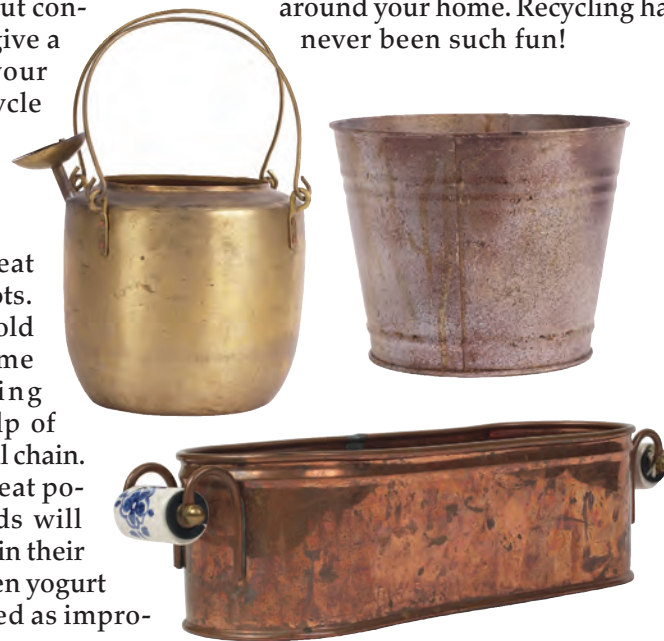 ut con-
give a
your
ycle
eat
ots.
old
me
ing
lp of
l chain.
eat po-
ds will
in their
en yogurt
ed as impro-
around your home. Recycling ha
never been such fun!